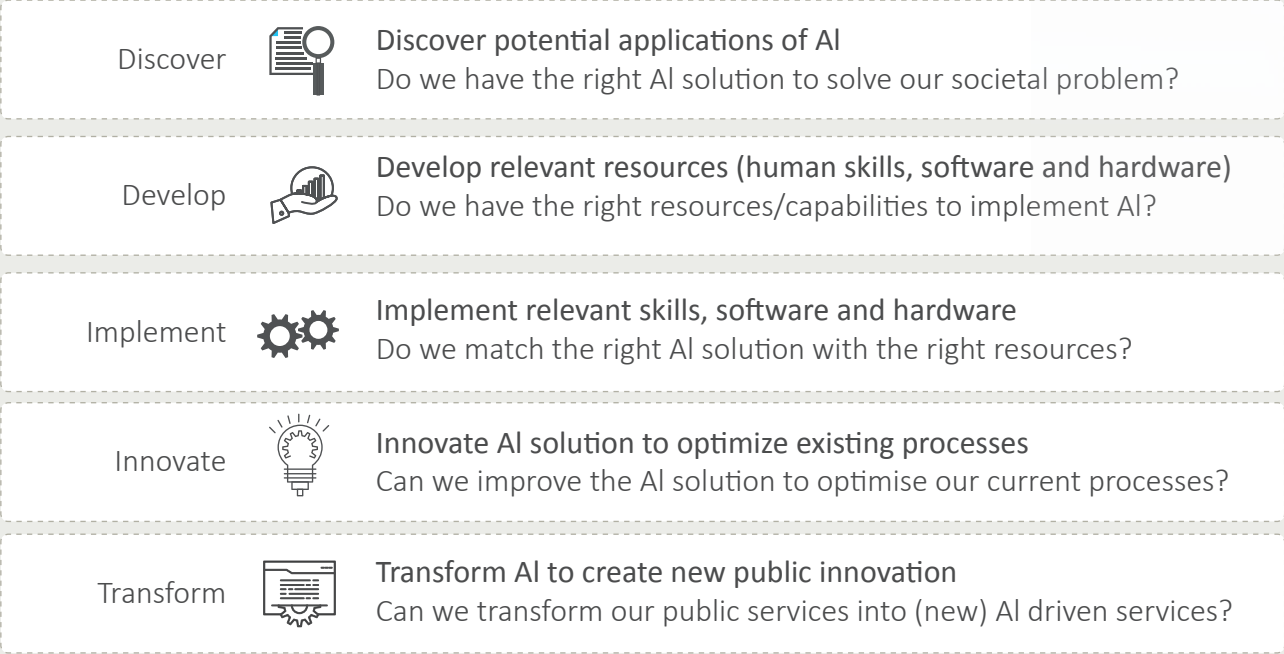 Discover
Discover potential applications of AI
Do we have the right AI solution to solve our societal problem?
Develop
Develop relevant resources (human skills, software and hardware)
Do we have the right resources/capabilities to implement AI?
Implement
Implement relevant skills, software and hardware
Do we match the right AI solution with the right resources?
Innovate
Innovate AI solution to optimize existing processes
Can we improve the AI solution to optimise our current processes?
Transform
Transform AI to create new public innovation
Can we transform our public services into (new) AI driven services?